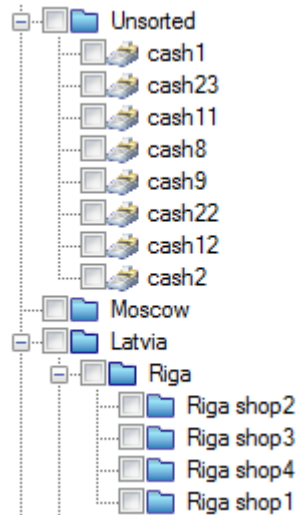 Unsorted
cash1
cash23
cash11
cash8
cash9
cash22
cash12
cash2
Moscow
Latvia
Riga
Riga shop2
Riga shop3
Riga shop4
Riga shop1